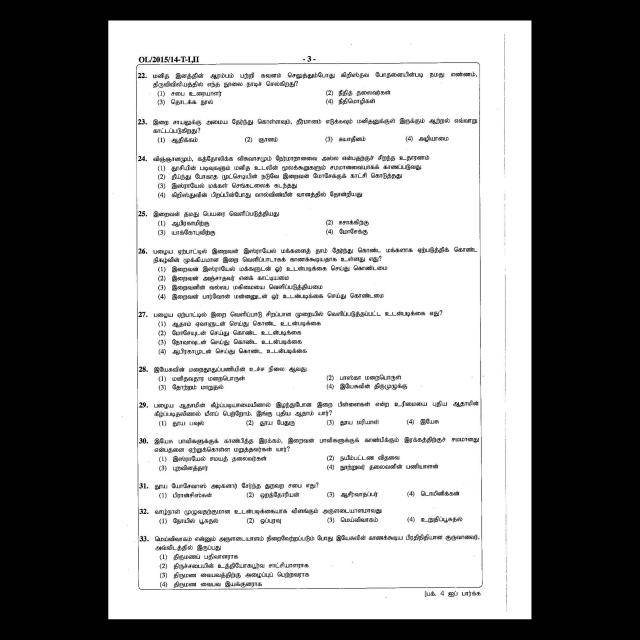 OL/2015/14-T-I,II
- 3 -
22. மனித இனத்தின் ஆரம்பம் பற்றி கவனம் செலுத்தும்போது கிறிஸ்தவ போதனையின்படி நமது எண்ணம்,
திருவிவிலியத்தில் எந்த நூலை நாடிச் செல்கிறது?
(1) சபை உரையாளர் (2) நீதித் தலைவர்கள்
(3) தொடக்க நூல் (4) நீதிமொழிகள்
23. இறை சாயலுக்கு அமைய தேர்ந்து கொள்ளவும், தீர்மானம் எடுக்கவும் மனிதனுக்குள் இருக்கும் ஆற்றல் எவ்வாறு
காட்டப்படுகிறது?
(1) ஆதிக்கம் (2) ஞானம் (3) சுயாதீனம் (4) அழியாமை
24. விஞ்ஞானமும், கத்தோலிக்க விசுவாசமும் நேர்மாறானவை அல்ல என்பதற்குச் சிறந்த உதாரணம்
(1) தூசியின் படிவுகளும் மனித உடலின் மூலக்கூறுகளும் சமமானவையாகக் காணப்படுவது
(2) தீய்ந்து போகாத முட்செடியின் நடுவே இறைவன் மோசேக்குக் காட்சி கொடுத்தது
(3) இஸ்ராயேல் மக்கள் செங்கடலைக் கடந்தது
(4) கிறிஸ்துவின் பிறப்பின்போது வால்விண்மீன் வானத்தில் தோன்றியது
25. இறைவன் தமது பெயரை வெளிப்படுத்தியது
(1) ஆபிரகாமிற்கு (2) ஈசாக்கிற்கு
(3) யாக்கோபுவிற்கு (4) மோசேக்கு
26. பழைய ஏற்பாட்டில் இறைவன் இஸ்ராயேல் மக்களைத் தாம் தேர்ந்து கொண்ட மக்களாக ஏற்படுத்திக் கொண்ட
நிகழ்வின் முக்கியமான இறை வெளிப்பாடாகக் காணக்கூடியதாக உள்ளது எது?
(1) இறைவன் இஸ்ராயேல் மக்களுடன் ஓர் உடன்படிக்கை செய்து கொண்டமை
(2) இறைவன் அஞ்சாதவர் எனக் காட்டியமை
(3) இறைவனின் வல்லப மகிமையை வெளிப்படுத்தியமை
(4) இறைவன் பார்வோன் மன்னனுடன் ஓர் உடன்படிக்கை செய்து கொண்டமை
27. பழைய ஏற்பாட்டில் இறை வெளிப்பாடு சிறப்பான முறையில் வெளிப்படுத்தப்பட்ட உடன்படிக்கை எது?
(1) ஆதாம் ஏவாளுடன் செய்து கொண்ட உடன்படிக்கை
(2) மோசேயுடன் செய்து கொண்ட உடன்படிக்கை
(3) நோவாவுடன் செய்து கொண்ட உடன்படிக்கை
(4) ஆபிரகாமுடன் செய்து கொண்ட உடன்படிக்கை
28. இயேசுவின் மறைதூதுப்பணியின் உச்ச நிலை ஆவது
(1) மனிதவதார மறைபொருள் (2) பாஸ்கா மறைபொருள்
(3) தோற்றம் மாறுதல் (4) இயேசுவின் திருமுழுக்கு
29. பழைய ஆதாமின் கீழ்ப்படியாமையினால் இழந்துபோன இறை பிள்ளைகள் என்ற உரிமையை புதிய ஆதாமின்
கீழ்ப்படிதலினால் மீளப் பெற்றோம். இங்கு புதிய ஆதாம் யார்?
(1) தூய பவுல் (2) தூய பேதுரு (3) தூய மரியாள் (4) இயேசு
30. இயேசு பாவிகளுக்குக் காண்பித்த இரக்கம், இறைவன் பாவிகளுக்குக் காண்பிக்கும் இரக்கத்திற்குச் சமமானது
என்பதனை ஏற்றுக்கொள்ள மறுத்தவர்கள் யார்?
(1) இஸ்ராயேல் சமயத் தலைவர்கள் (2) நயீம்பட்டண விதவை
(3) புறவினத்தார் (4) நூற்றுவர் தலைவனின் பணியாளன்
31. தூய யோசேவாஸ் அடிகளார் சேர்ந்த துறவற சபை எது?
(1) பிரான்சிஸ்கன் (2) ஒறத்தோரியன் (3) ஆசீர்வாதப்பர் (4) டொமினிக்கன்
32. வாழ்நாள் முழுவதற்குமான உடன்படிக்கையாக விளங்கும் அருளடையாளமாவது
(1) நோயில் பூசுதல் (2) ஒப்புரவு (3) மெய்விவாகம் (4) உறுதிப்பூசுதல்
33. மெய்விவாகம் என்னும் அருளடையாளம் நிறைவேற்றப்படும் போது இயேசுவின் காணக்கூடிய பிரதிநிதியான குருவானவர்,
அவ்விடத்தில் இருப்பது
(1) திருமணப் பதிவாளராக
(2) திருச்சபையின் உத்தியோகபூர்வ சாட்சியாளராக
(3) திருமண வைபவத்திற்கு அழைப்புப் பெற்றவராக
(4) திருமண வைபவ இயக்குனராக
[பக். 4 ஐப் பார்க்க